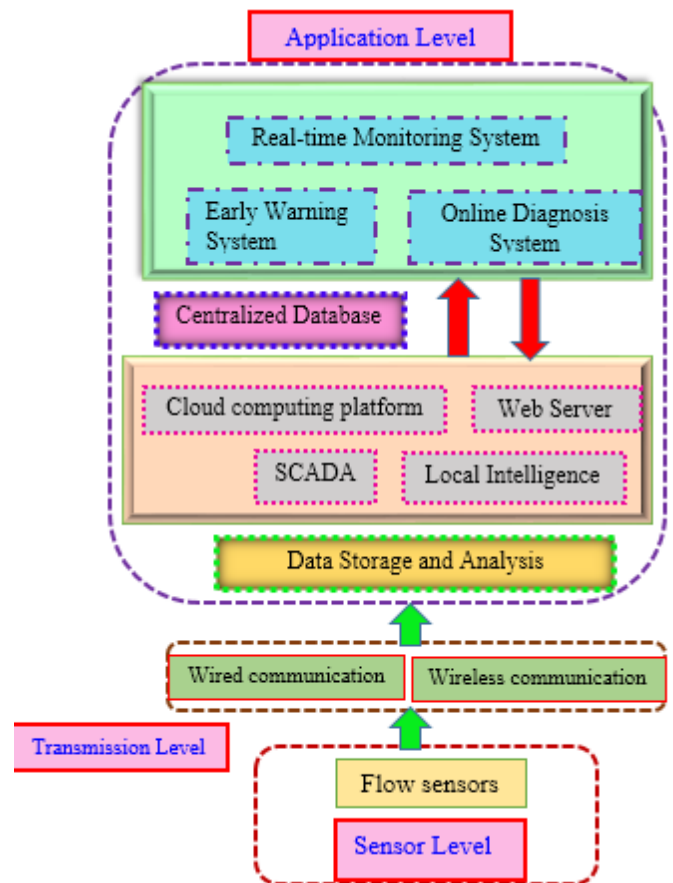 Application Level
Real-time Monitoring System
Early Warning
System
Online Diagnosis
System
Centralized Database
Cloud computing platform
Web Server
SCADA
Local Intelligence
Data Storage and Analysis
Wired communication
Wireless communication
Transmission Level
Flow sensors
Sensor Level